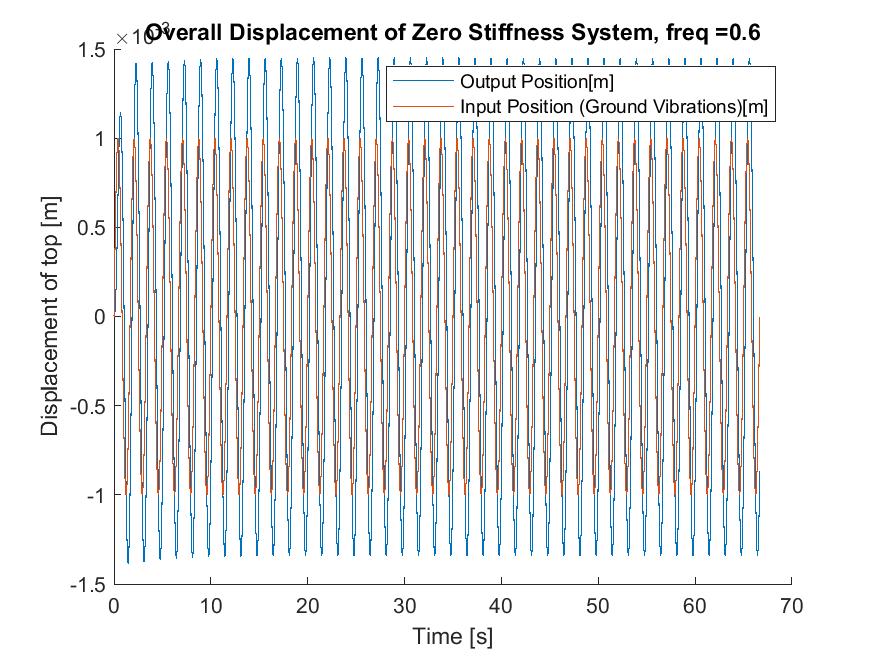 ×10-3
Overall Displacement of Zero Stiffness System, freq =0.6
Output Position[m]
Input Position (Ground Vibrations)[m]
1.5
1
0.5
0
-0.5
-1
-1.5
Displacement of top [m]
0 10 20 30 40 50 60 70
Time [s]